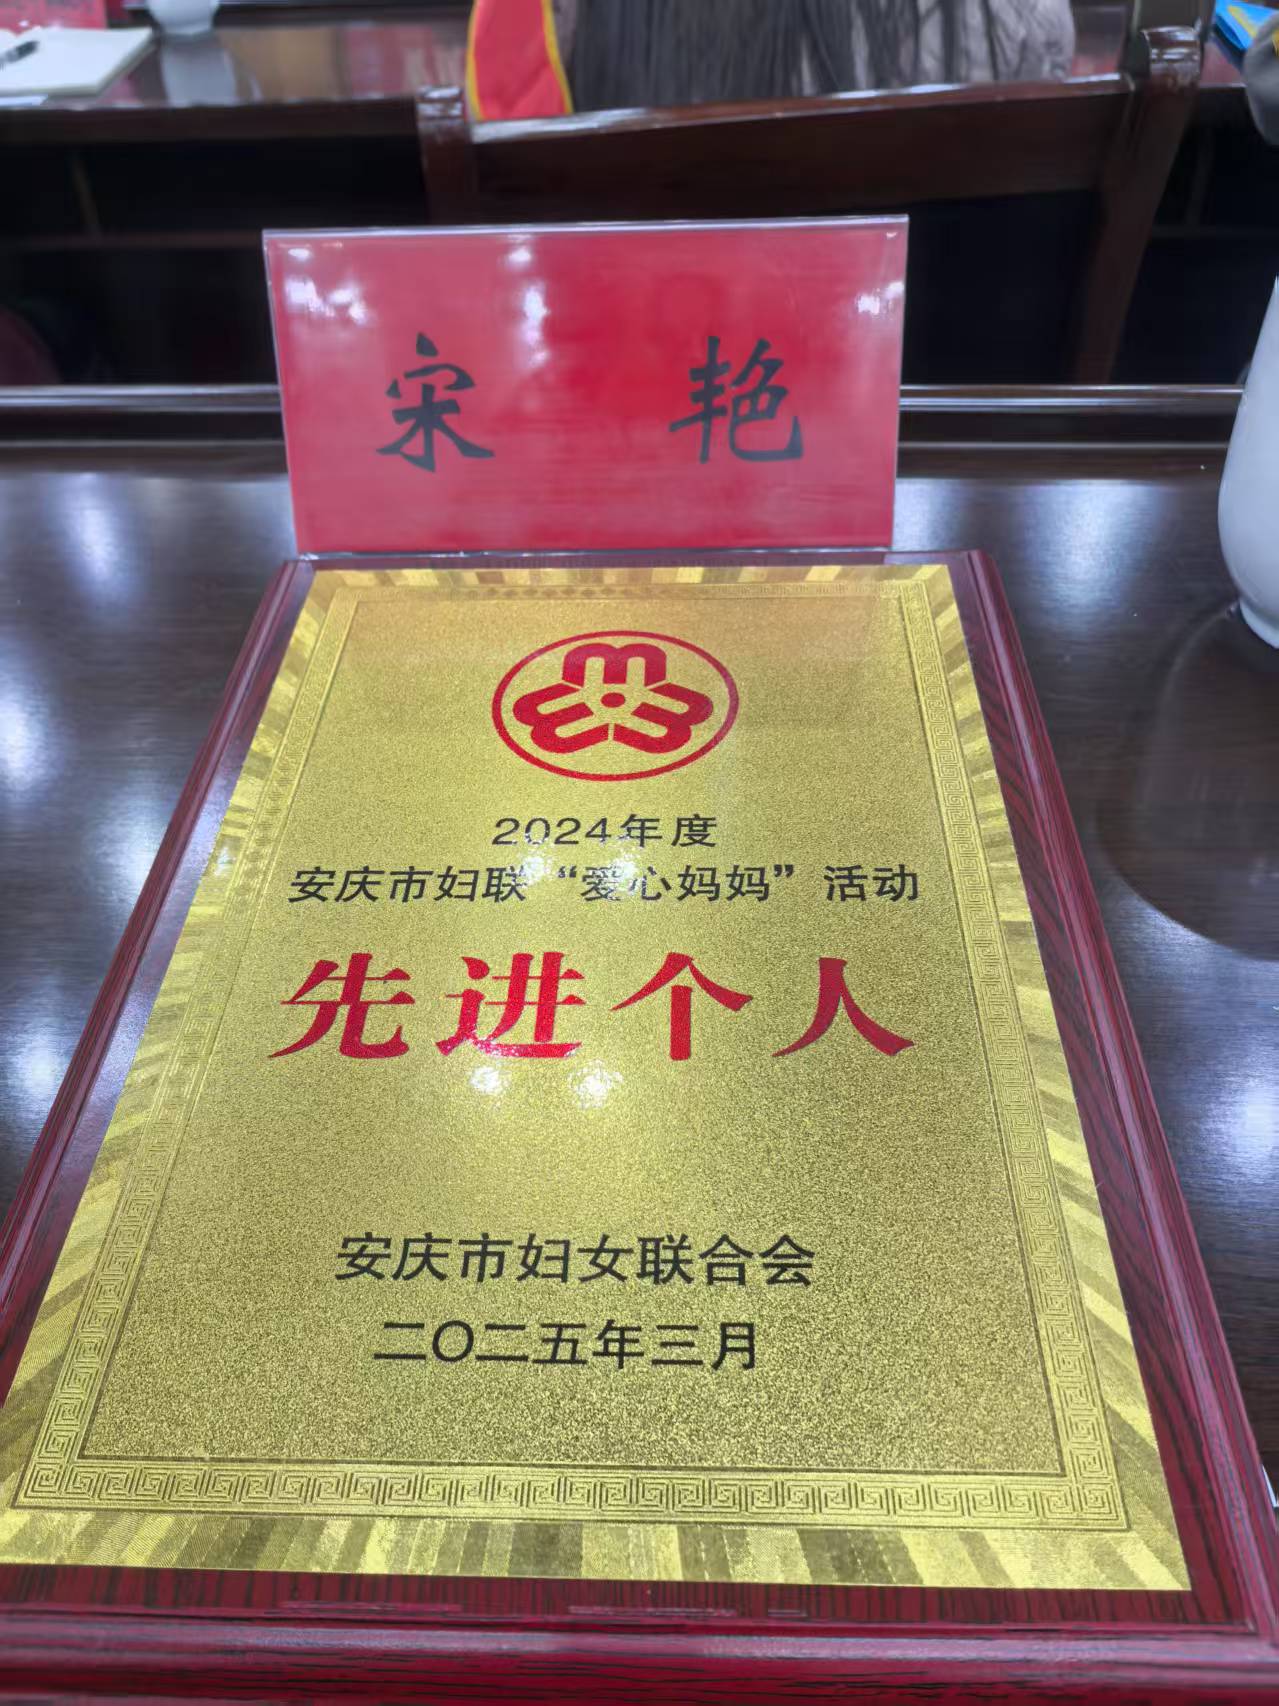 宋 艳
2024年度
安庆市妇联“爱心妈妈”活动
先进个人
安庆市妇女联合会
二〇二五年三月